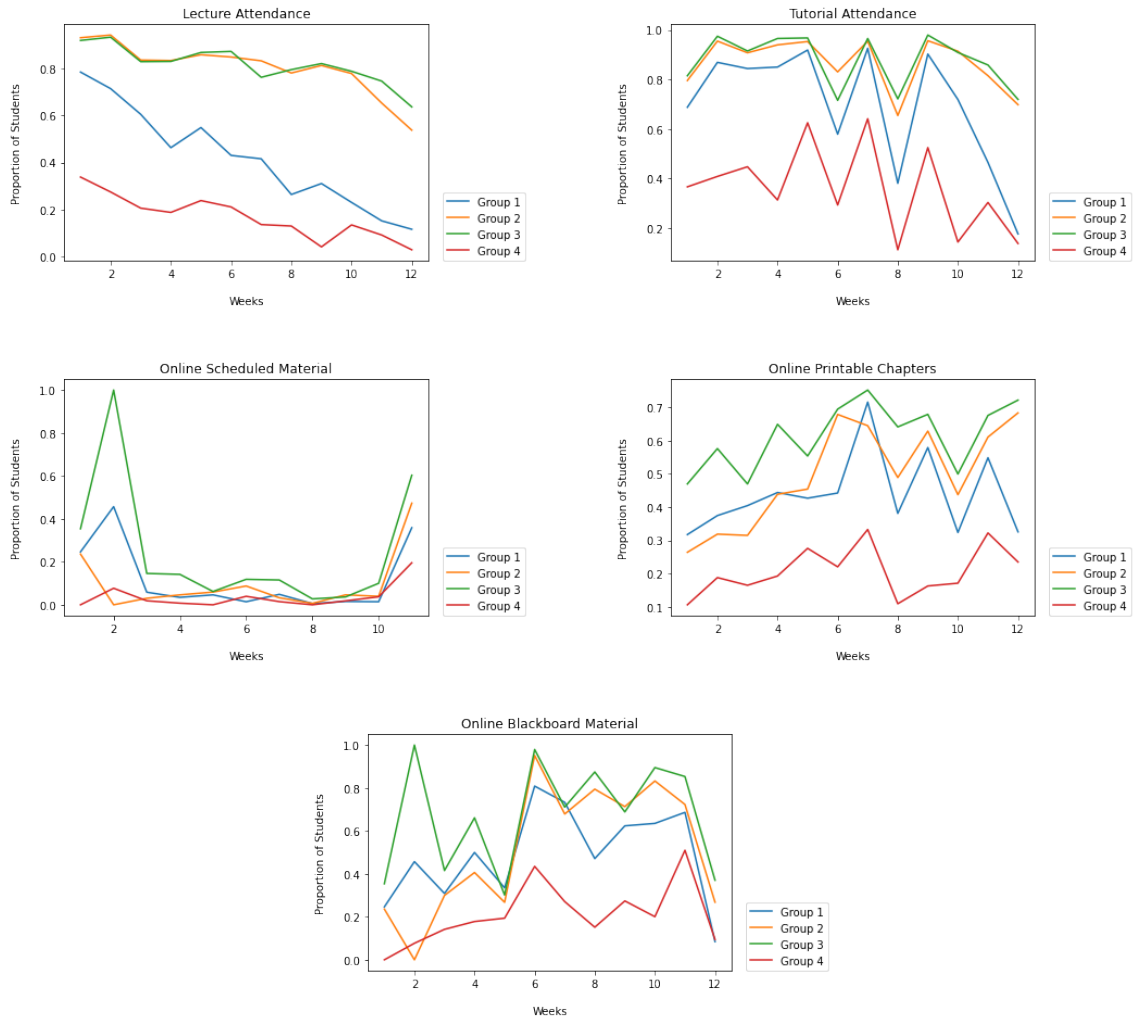 Lecture Attendance
Proportion of Students
0.8
0.6
0.4
0.2
0.0
2 4 6 8 10 12
Weeks
Group 1
Group 2
Group 3
Group 4
Tutorial Attendance
Proportion of Students
1.0
0.8
0.6
0.4
0.2
2 4 6 8 10 12
Weeks
Group 1
Group 2
Group 3
Group 4
Online Scheduled Material
Proportion of Students
1.0
0.8
0.6
0.4
0.2
0.0
2 4 6 8 10
Weeks
Group 1
Group 2
Group 3
Group 4
Online Printable Chapters
Proportion of Students
0.7
0.6
0.5
0.4
0.3
0.2
0.1
2 4 6 8 10 12
Weeks
Group 1
Group 2
Group 3
Group 4
Online Blackboard Material
Proportion of Students
1.0
0.8
0.6
0.4
0.2
0.0
2 4 6 8 10 12
Weeks
Group 1
Group 2
Group 3
Group 4